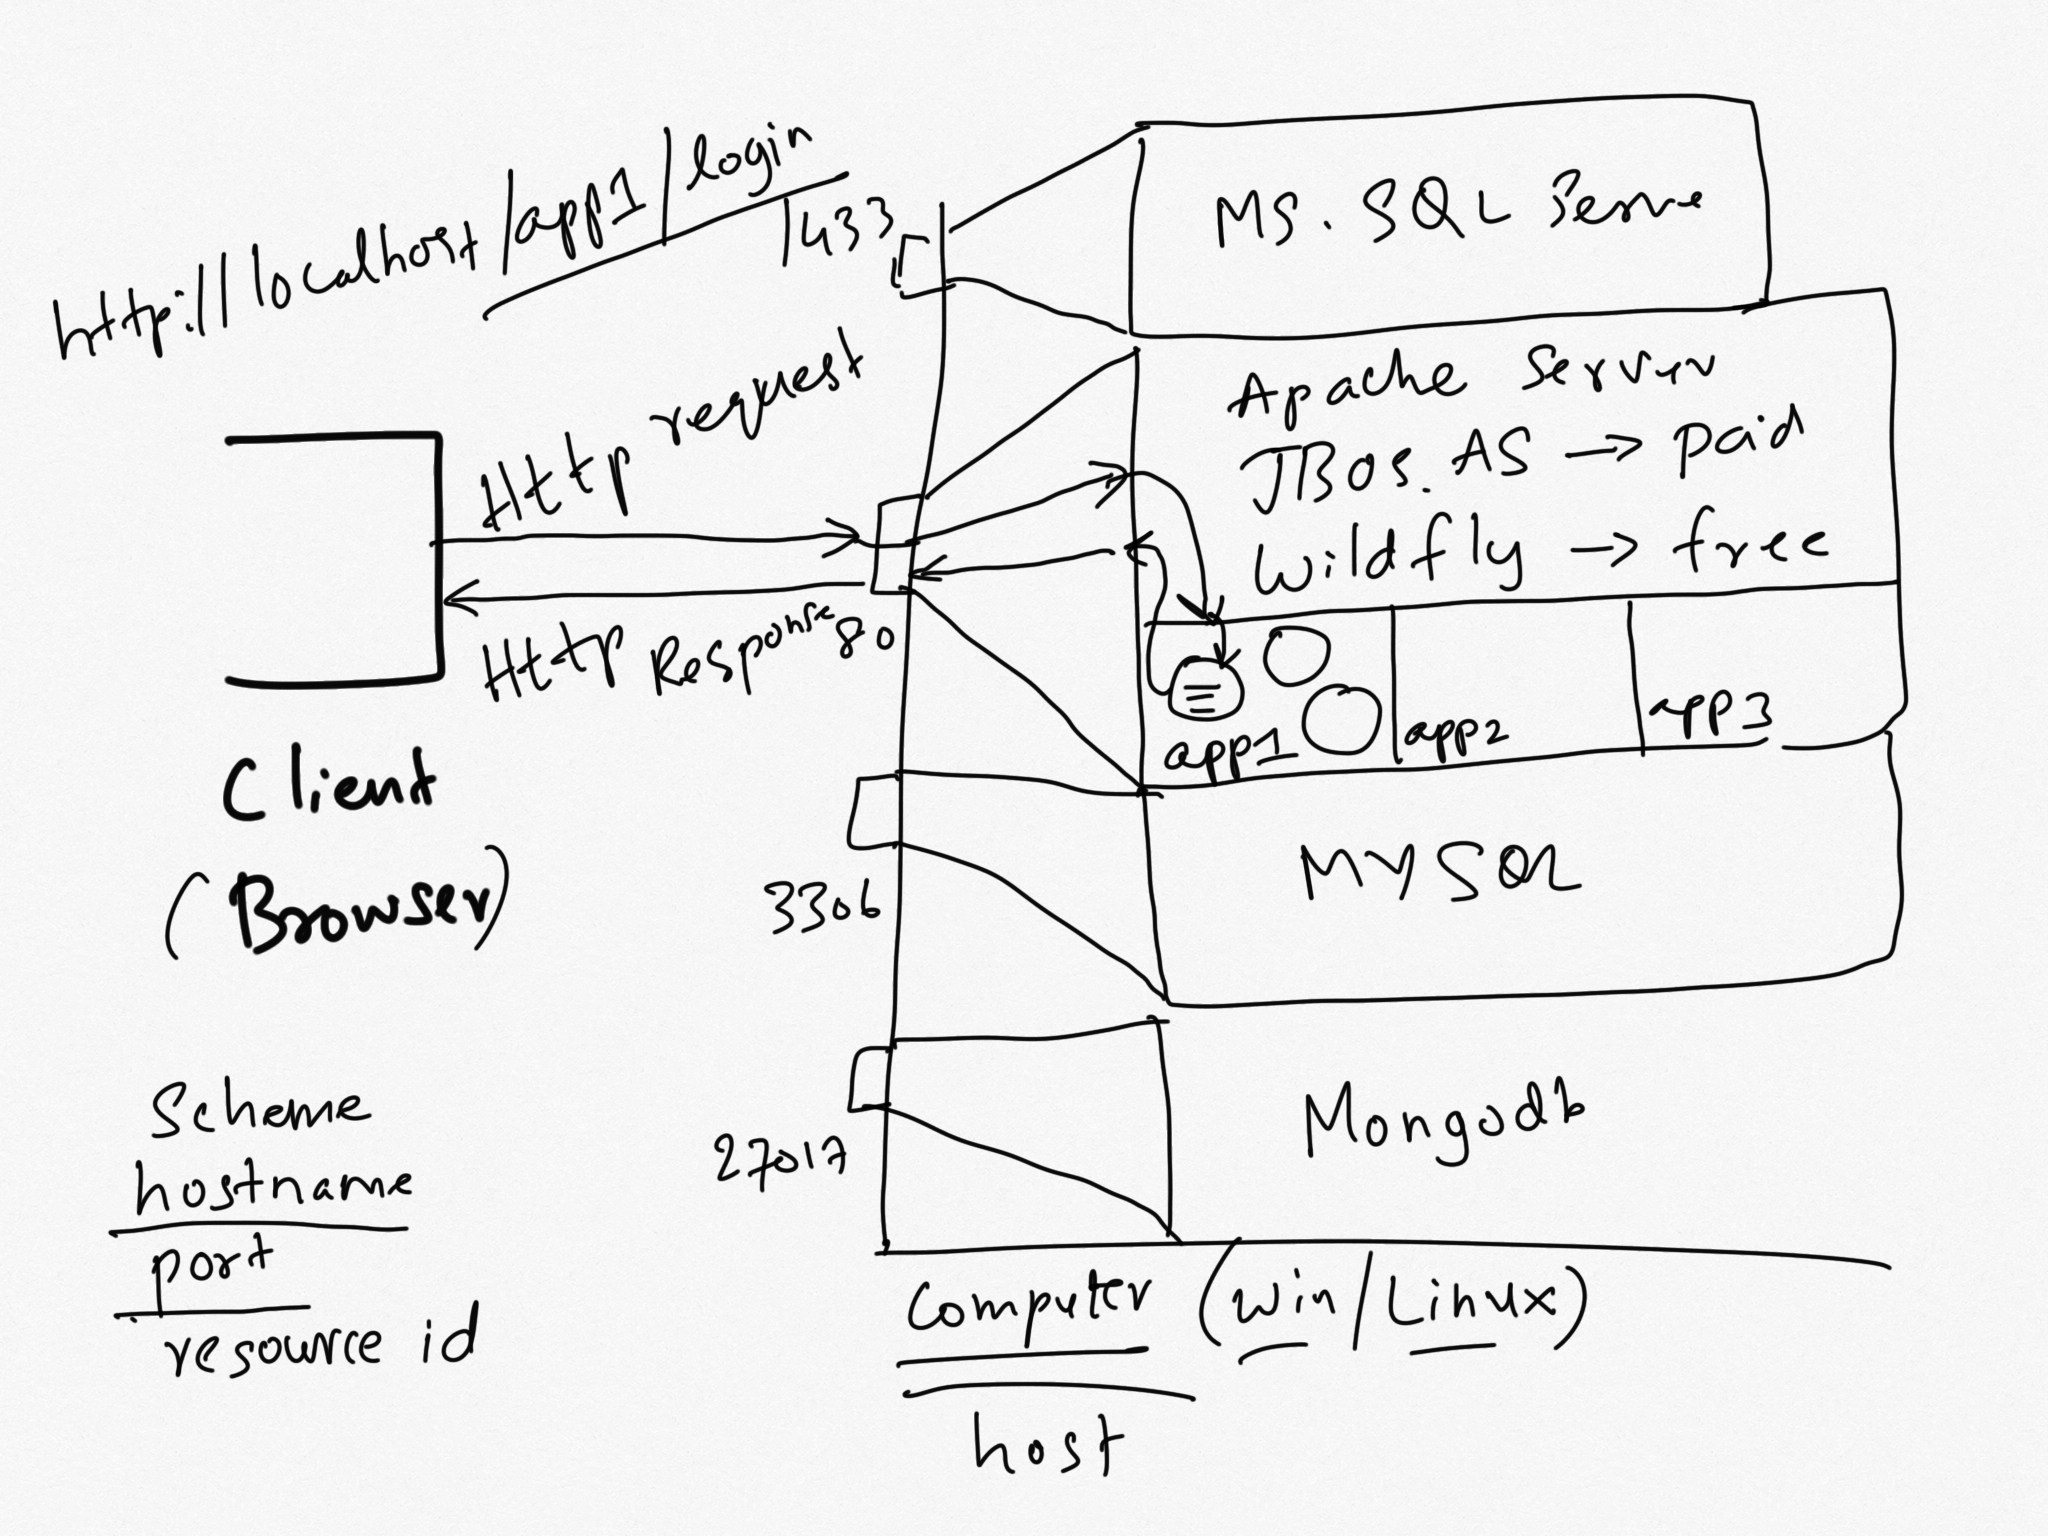 http://localhost/app1/login
1433
MS. SQL Serve
Apache Server
JBos. AS → paid
Wildfly → free
Http request
Http Response
80
app1
app2
app3
Client
(Browser)
3306
MYSQL
27017
Mongodb
Scheme
hostname
port
resource id
Computer (Win/Linux)
host